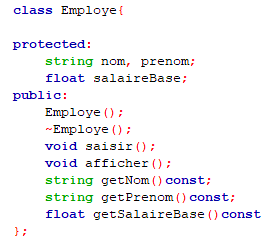 class Employe{
protected:
string nom, prenom;
float salaireBase;
public:
Employe();
~Employe();
void saisir();
void afficher();
string getNom()const;
string getPrenom()const;
float getSalaireBase()const
};